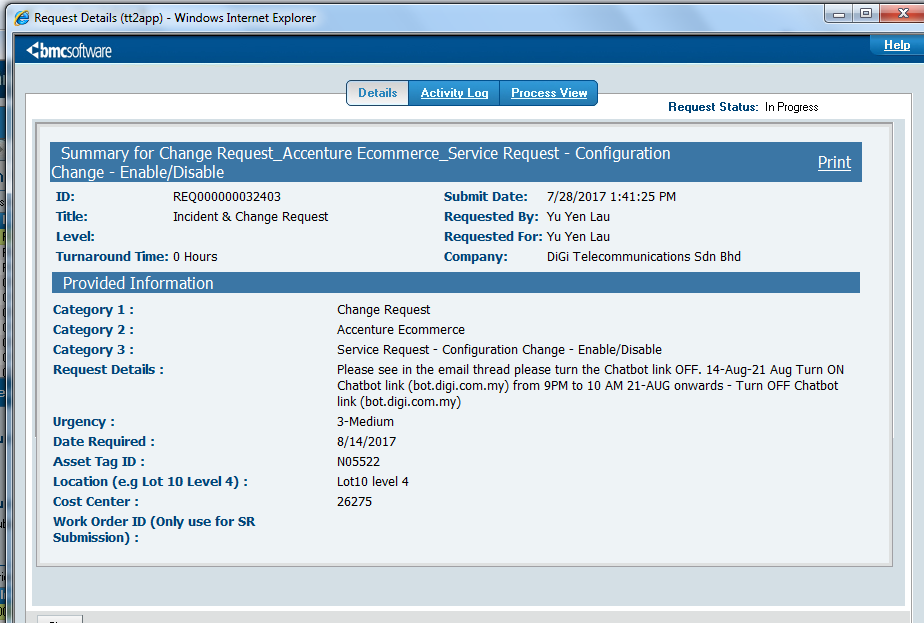 Request Details (tt2app) - Windows Internet Explorer
bmcsoftware
Help
Details Activity Log Process View
Request Status: In Progress
Summary for Change Request_Accenture Ecommerce_Service Request - Configuration
Change - Enable/Disable
Print
ID: REQ000000032403 Submit Date: 7/28/2017 1:41:25 PM
Title: Incident & Change Request Requested By: Yu Yen Lau
Level: Requested For: Yu Yen Lau
Turnaround Time: 0 Hours Company: DiGi Telecommunications Sdn Bhd
Provided Information
Category 1 : Change Request
Category 2 : Accenture Ecommerce
Category 3 : Service Request - Configuration Change - Enable/Disable
Request Details : Please see in the email thread please turn the Chatbot link OFF. 14-Aug-21 Aug Turn ON
Chatbot link (bot.digi.com.my) from 9PM to 10 AM 21-AUG onwards - Turn OFF Chatbot
link (bot.digi.com.my)
Urgency : 3-Medium
Date Required : 8/14/2017
Asset Tag ID : N05522
Location (e.g Lot 10 Level 4) : Lot10 level 4
Cost Center : 26275
Work Order ID (Only use for SR
Submission) :